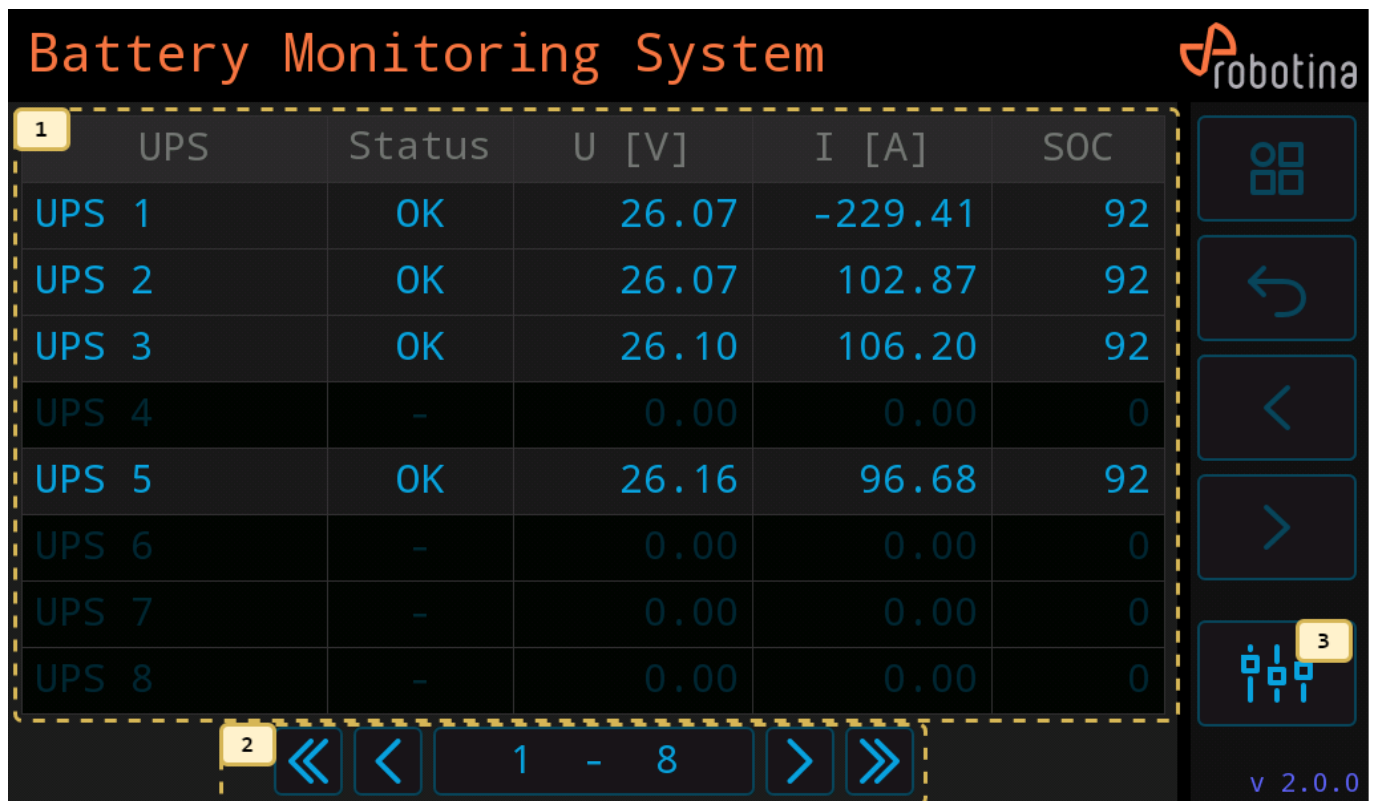 Battery Monitoring System
robotina
1
UPS Status U [V] I [A] SOC
UPS 1 OK 26.07 -229.41 92
UPS 2 OK 26.07 102.87 92
UPS 3 OK 26.10 106.20 92
UPS 4 - 0.00 0.00 0
UPS 5 OK 26.16 96.68 92
UPS 6 - 0.00 0.00 0
UPS 7 - 0.00 0.00 0
3
UPS 8 - 0.00 0.00 0
2
1 - 8
v 2.0.0